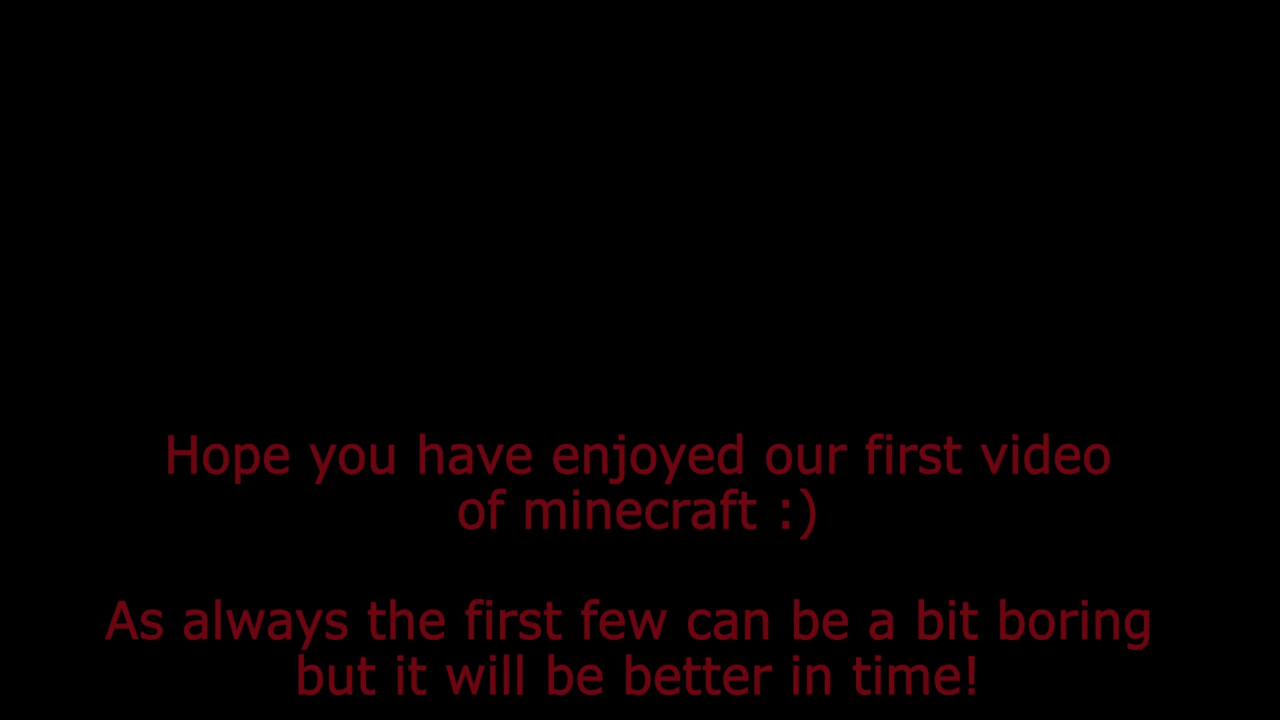 Hope you have enjoyed our first video
of minecraft :)
As always the first few can be a bit boring
but it will be better in time!